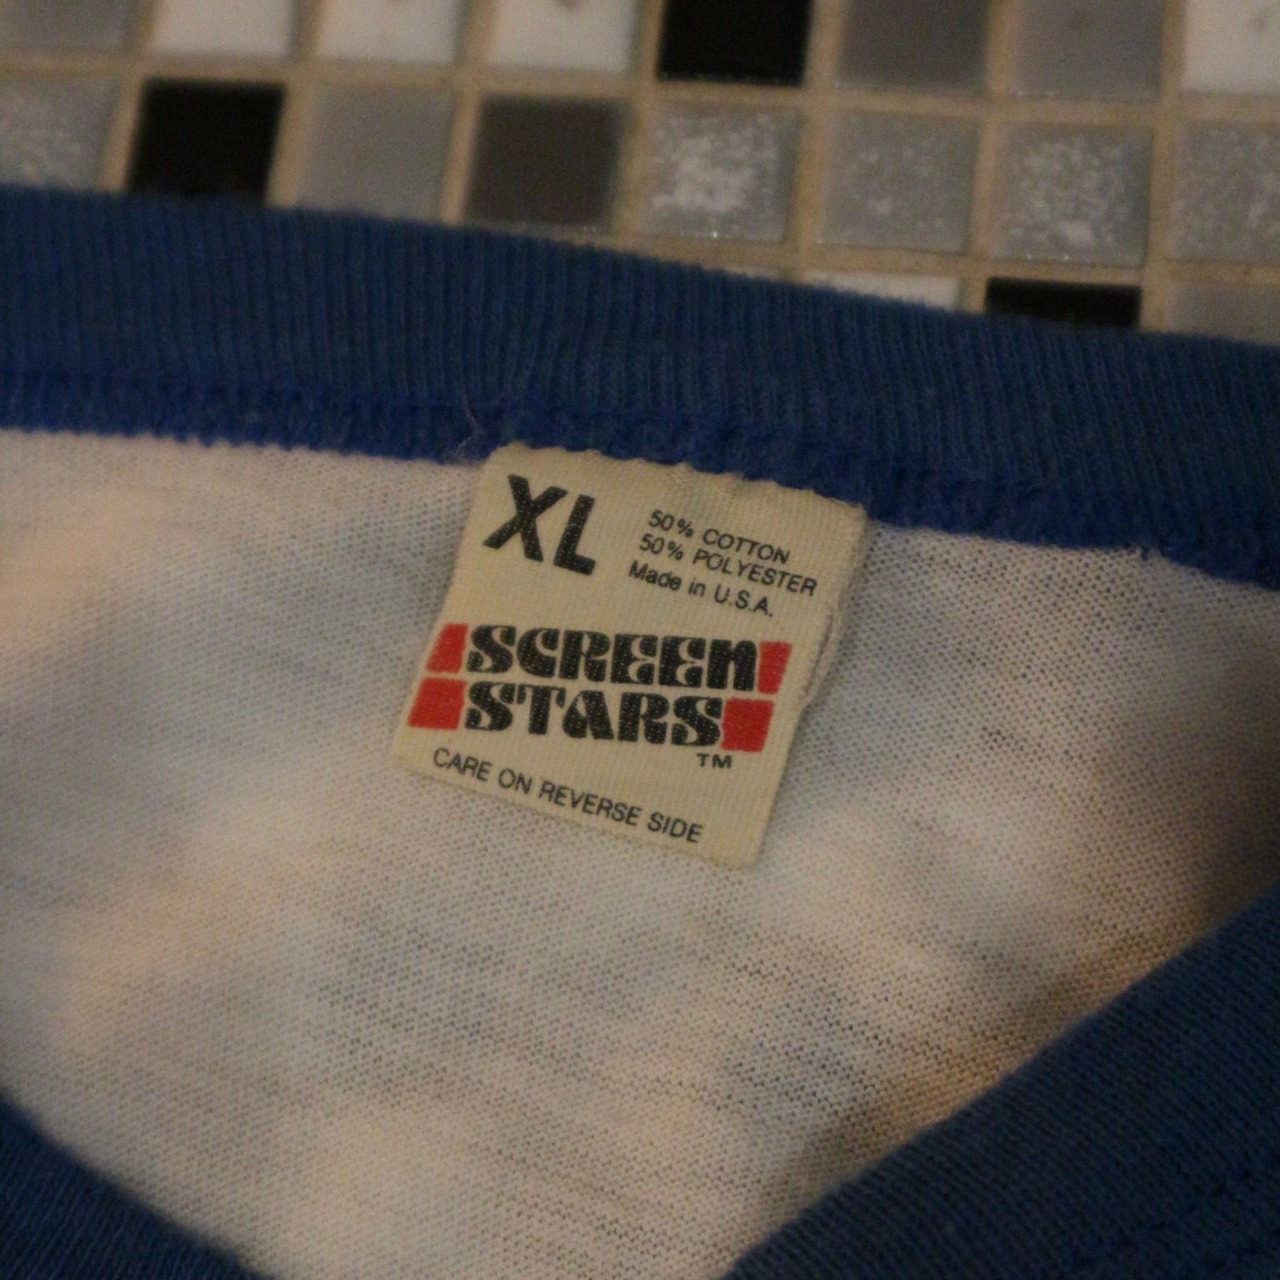 XL
50% COTTON
50% POLYESTER
Made in U.S.A.
SCREEN
STARS
TM
CARE ON REVERSE SIDE